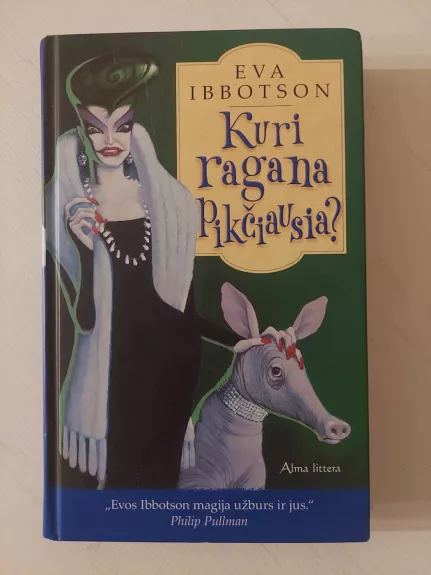 EVA
IBBOTSON
Kuri
ragana
pikčiausia?
Alma littera
„Evos Ibbotson magija užburs ir jus.“
Philip Pullman